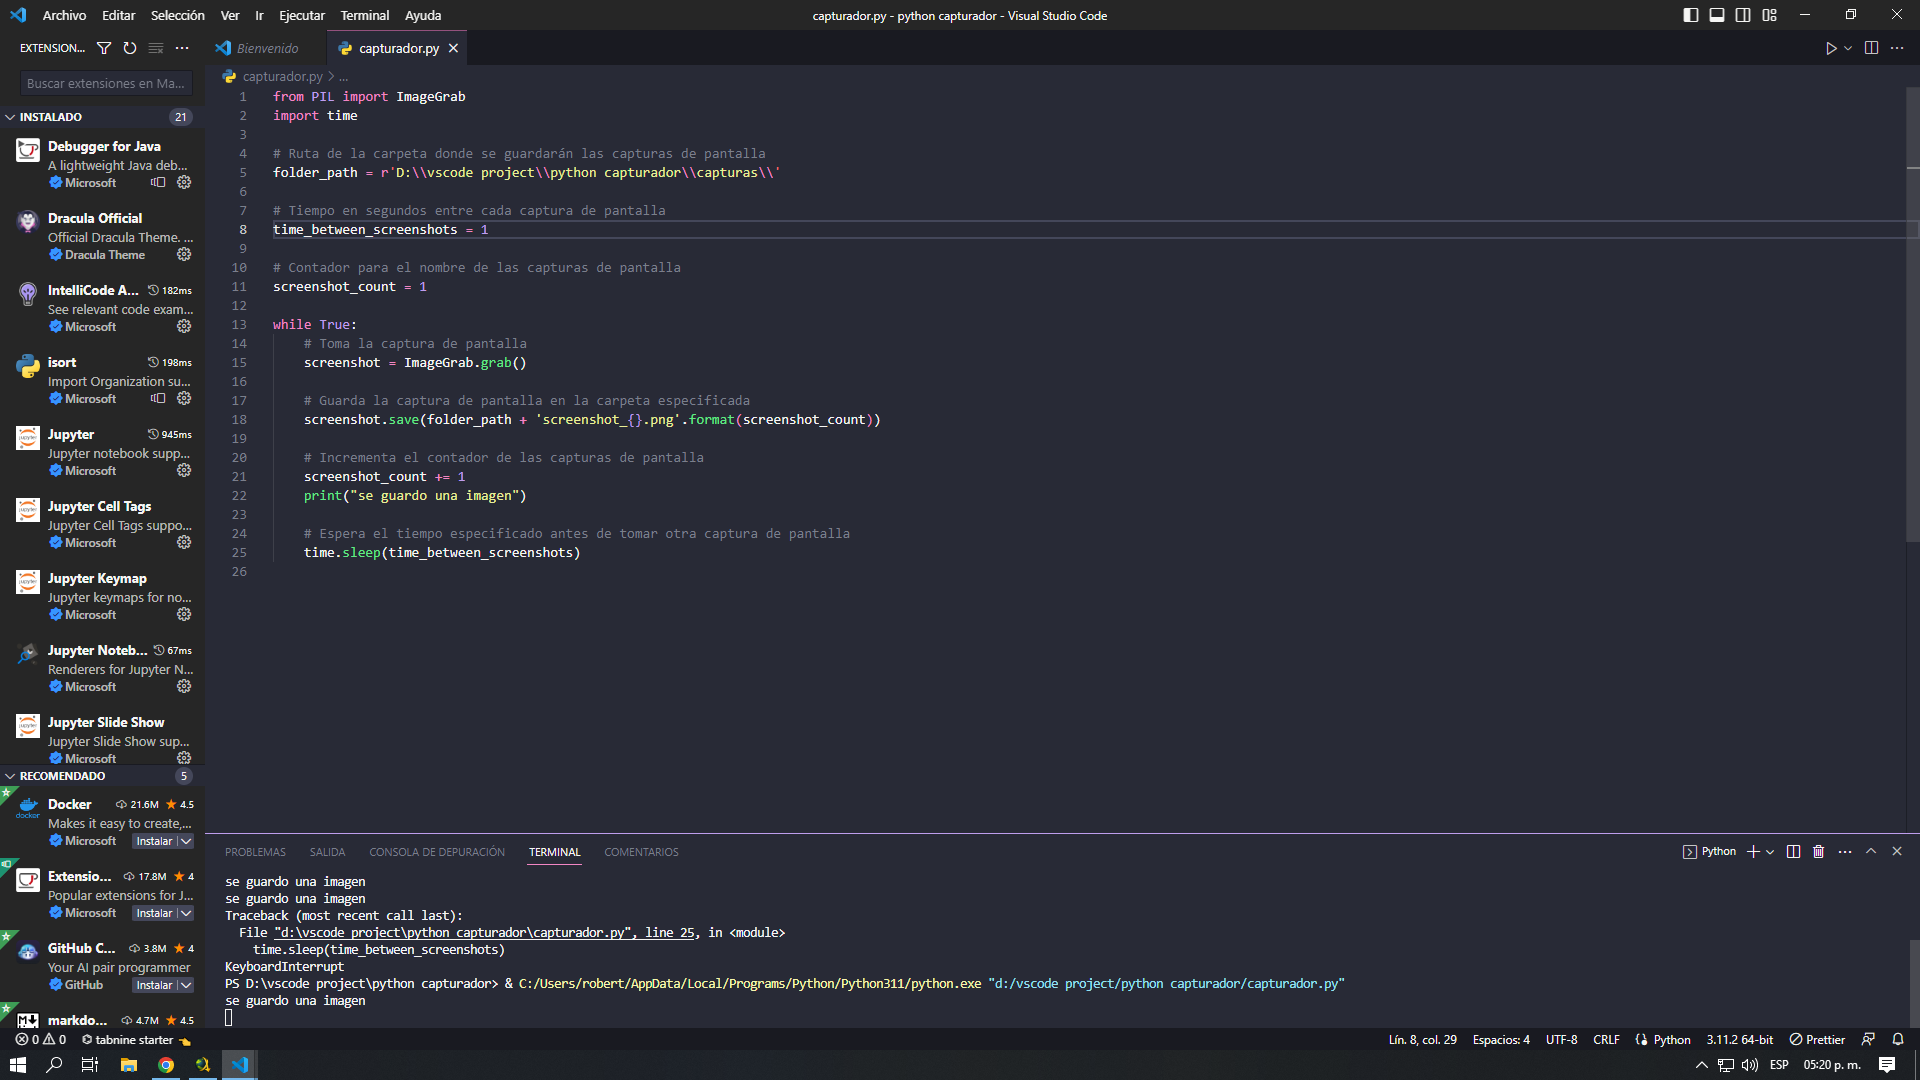 Archivo Editar Selección Ver Ir Ejecutar Terminal Ayuda
capturador.py - python capturador - Visual Studio Code
EXTENSION...
Buscar extensiones en Ma...
INSTALADO 21
Debugger for Java
A lightweight Java deb...
Microsoft
Dracula Official
Official Dracula Theme. ...
Dracula Theme
IntelliCode A... 182ms
See relevant code exam...
Microsoft
isort 198ms
Import Organization su...
Microsoft
Jupyter 945ms
Jupyter notebook supp...
Microsoft
Jupyter Cell Tags
Jupyter Cell Tags suppo...
Microsoft
Jupyter Keymap
Jupyter keymaps for no...
Microsoft
Jupyter Noteb... 67ms
Renderers for Jupyter N...
Microsoft
Jupyter Slide Show
Jupyter Slide Show sup...
Microsoft
RECOMENDADO 5
Docker 21.6M 4.5
Makes it easy to create,...
Microsoft Instalar
Extensio... 17.8M 4
Popular extensions for J...
Microsoft Instalar
GitHub C... 3.8M 4
Your AI pair programmer
GitHub Instalar
markdo... 4.7M 4.5
Bienvenido capturador.py
capturador.py > ...
1 from PIL import ImageGrab
2 import time
3
4 # Ruta de la carpeta donde se guardarán las capturas de pantalla
5 folder_path = r'D:\\vscode project\\python capturador\\capturas\\'
6
7 # Tiempo en segundos entre cada captura de pantalla
8 time_between_screenshots = 1
9
10 # Contador para el nombre de las capturas de pantalla
11 screenshot_count = 1
12
13 while True:
14 # Toma la captura de pantalla
15 screenshot = ImageGrab.grab()
16
17 # Guarda la captura de pantalla en la carpeta especificada
18 screenshot.save(folder_path + 'screenshot_{}.png'.format(screenshot_count))
19
20 # Incrementa el contador de las capturas de pantalla
21 screenshot_count += 1
22 print("se guardo una imagen")
23
24 # Espera el tiempo especificado antes de tomar otra captura de pantalla
25 time.sleep(time_between_screenshots)
26
PROBLEMAS SALIDA CONSOLA DE DEPURACIÓN TERMINAL COMENTARIOS
Python
se guardo una imagen
se guardo una imagen
Traceback (most recent call last):
File "d:\vscode project\python capturador\capturador.py", line 25, in <module>
time.sleep(time_between_screenshots)
KeyboardInterrupt
PS D:\vscode project\python capturador> & C:/Users/robert/AppData/Local/Programs/Python/Python311/python.exe "d:/vscode project/python capturador/capturador.py"
se guardo una imagen
0 0 tabnine starter
Lín. 8, col. 29 Espacios: 4 UTF-8 CRLF Python 3.11.2 64-bit Prettier
ESP 05:20 p. m.